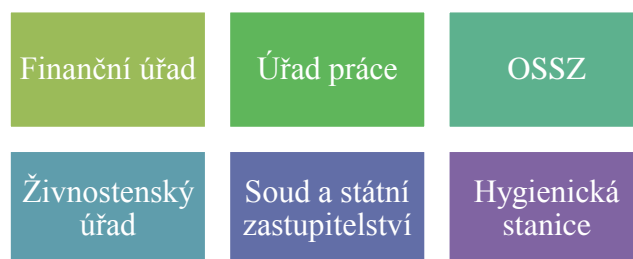 Finanční úřad
Úřad práce
OSSZ
Živnostenský
úřad
Soud a státní
zastupitelství
Hygienická
stanice